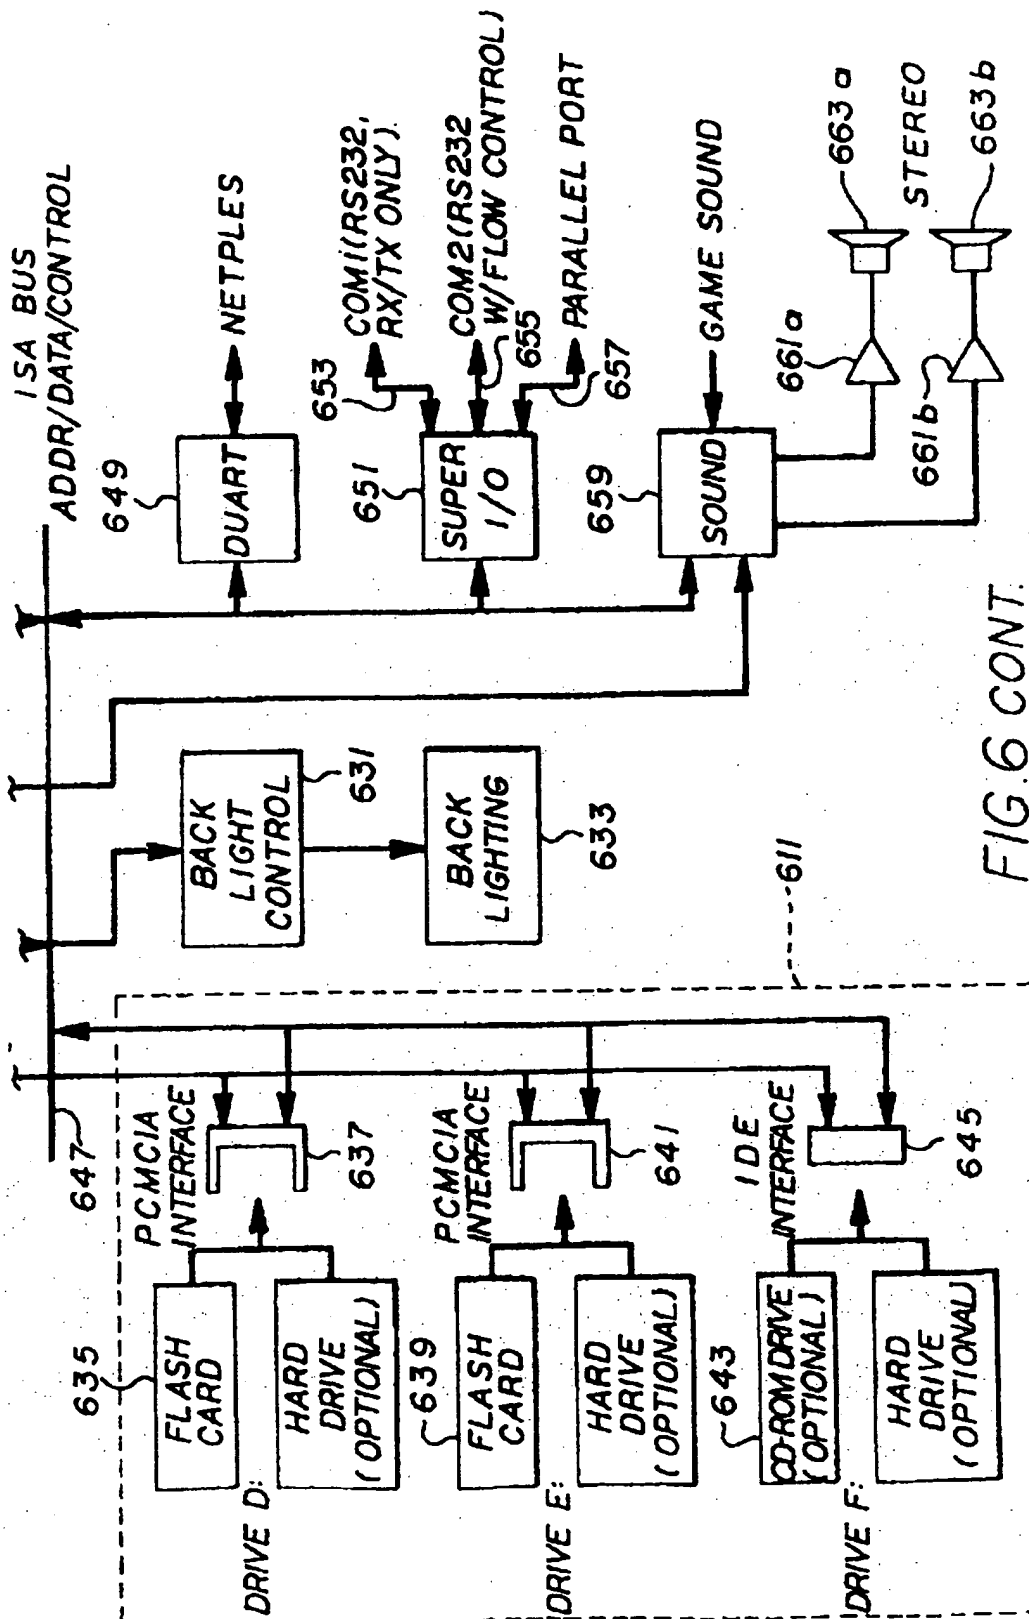 ISA BUS
ADDR/DATA/CONTROL
647
649
DUART
NETPLES
651
SUPER
I/O
653
COM1(RS232,
RX/TX ONLY)
COM2(RS232
W/FLOW CONTROL)
655
657
PARALLEL PORT
659
SOUND
GAME SOUND
661a
661b
663a
STEREO
663b
BACK
LIGHT
CONTROL
631
BACK
LIGHTING
633
611
635
FLASH
CARD
DRIVE D:
HARD
DRIVE
(OPTIONAL)
PCMCIA
INTERFACE
637
639
FLASH
CARD
DRIVE E:
HARD
DRIVE
(OPTIONAL)
PCMCIA
INTERFACE
641
643
CD-ROM DRIVE
(OPTIONAL)
DRIVE F:
HARD
DRIVE
(OPTIONAL)
IDE
INTERFACE
645
FIG.6 CONT.